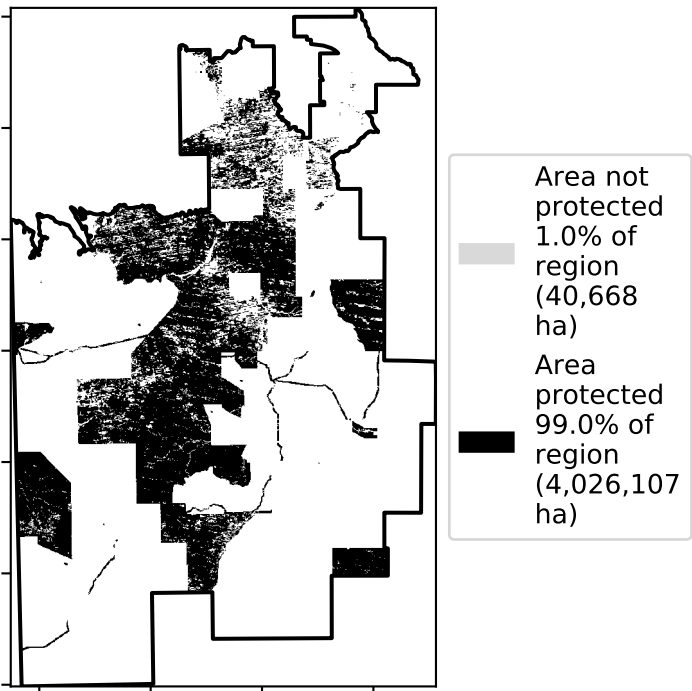 Area not
protected
1.0% of
region
(40,668
ha)
Area
protected
99.0% of
region
(4,026,107
ha)